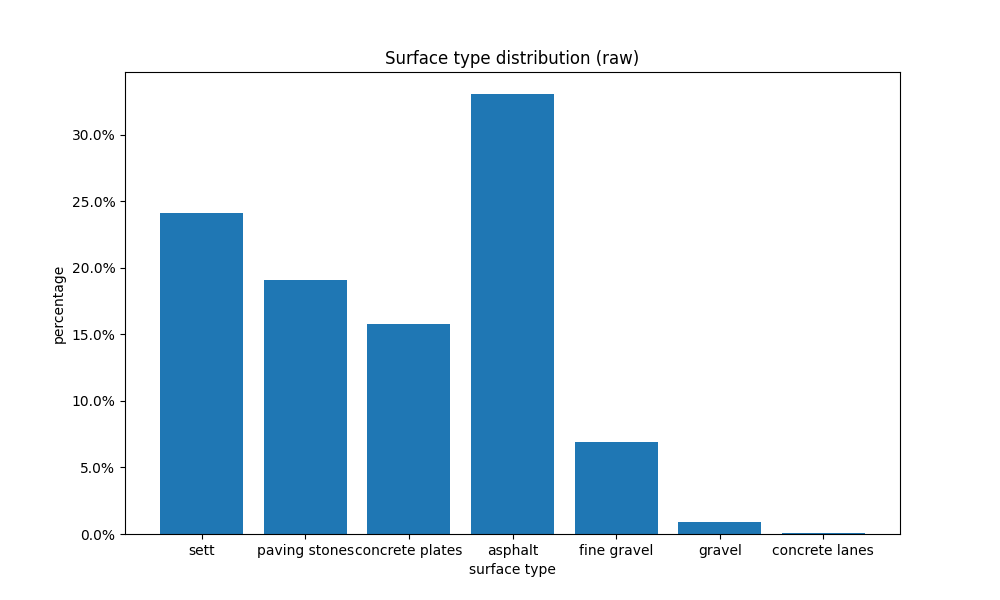 Surface type distribution (raw)
30.0%
25.0%
20.0%
15.0%
10.0%
5.0%
0.0%
percentage
sett paving stones concrete plates asphalt fine gravel gravel concrete lanes
surface type